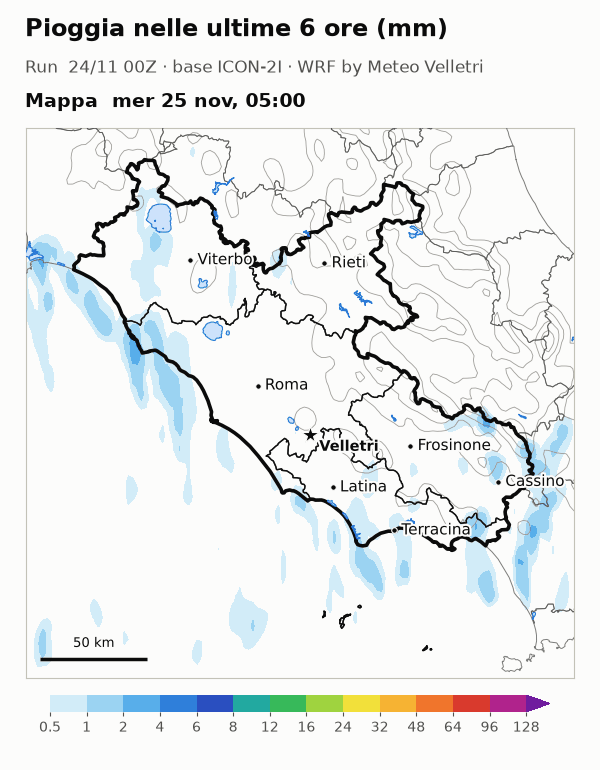 Pioggia nelle ultime 6 ore (mm)
Run  24/11 00Z · base ICON-2I · WRF by Meteo Velletri
Mappa  mer 25 nov, 05:00
Viterbo
Rieti
Roma
Velletri
Frosinone
Cassino
Latina
Terracina
50 km
0.5 1 2 4 6 8 12 16 24 32 48 64 96 128